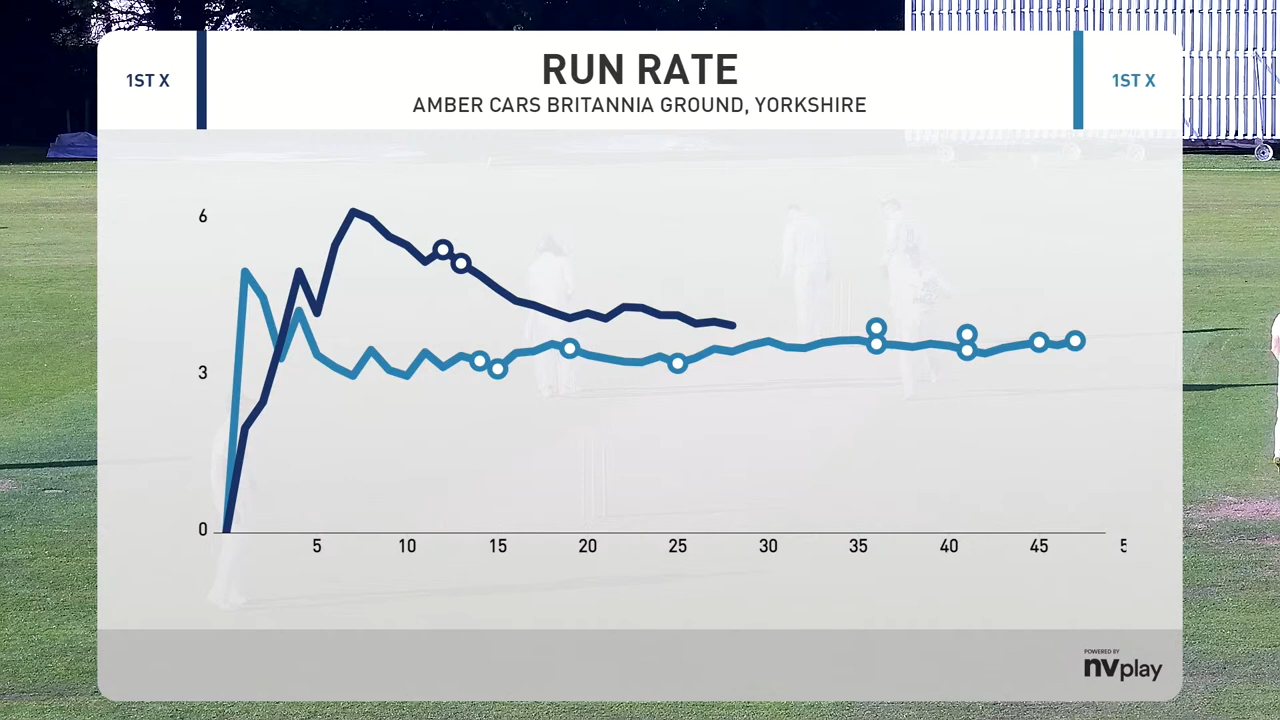 1ST X
RUN RATE
AMBER CARS BRITANNIA GROUND, YORKSHIRE
1ST X
6
3
0
5 10 15 20 25 30 35 40 45 5
POWERED BY
nvplay